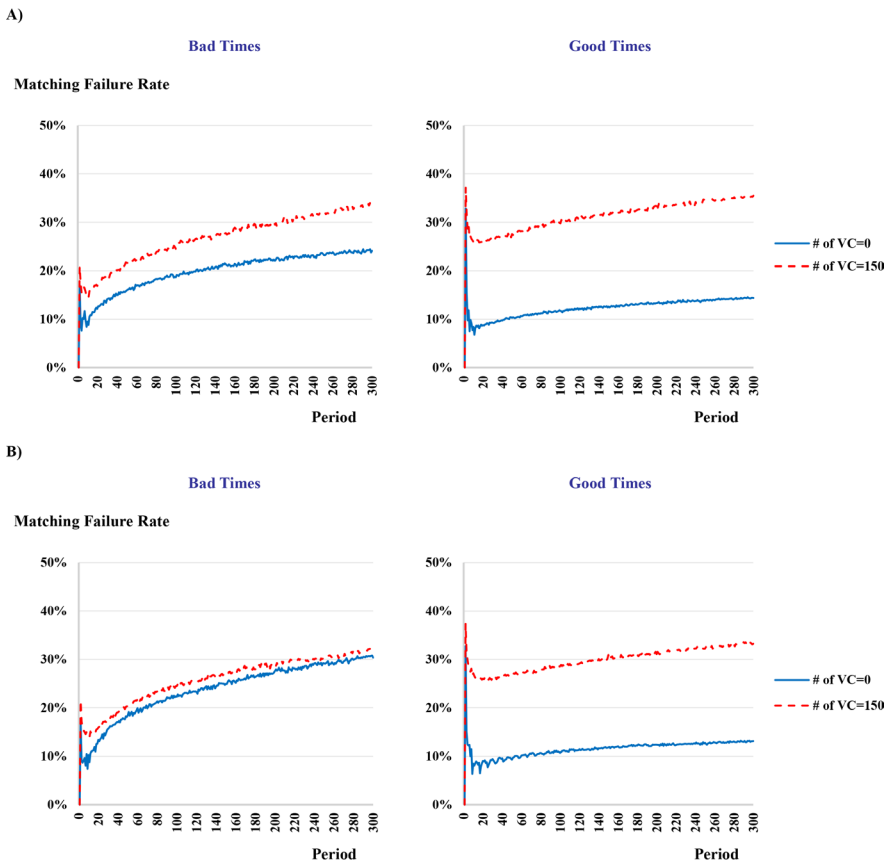 A)
Bad Times Good Times
Matching Failure Rate
50% 50%
40% 40%
30% 30%
20% 20%
10% 10%
0% 0%
0 20 40 60 80 100 120 140 160 180 200 220 240 260 280 300 0 20 40 60 80 100 120 140 160 180 200 220 240 260 280 300
Period Period
# of VC=0
# of VC=150
B)
Bad Times Good Times
Matching Failure Rate
50% 50%
40% 40%
30% 30%
20% 20%
10% 10%
0% 0%
0 20 40 60 80 100 120 140 160 180 200 220 240 260 280 300 0 20 40 60 80 100 120 140 160 180 200 220 240 260 280 300
Period Period
# of VC=0
# of VC=150